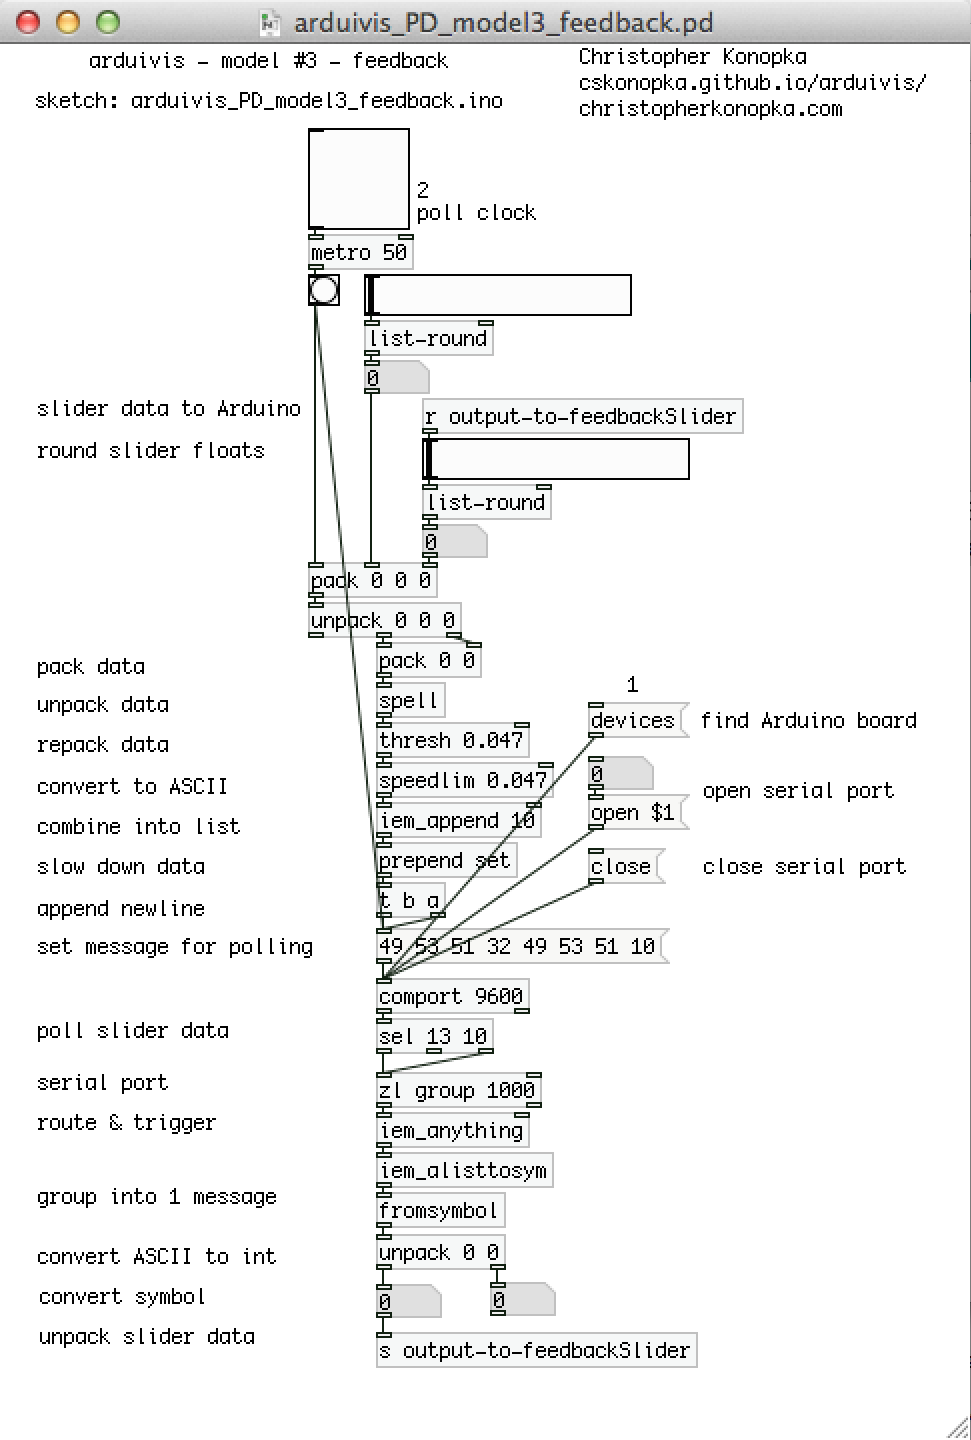 arduivis_PD_model3_feedback.pd
arduivis - model #3 - feedback
Christopher Konopka
cskonopka.github.io/arduivis/
christopherkonopka.com
sketch: arduivis_PD_model3_feedback.ino
2
poll clock
metro 50
list-round
0
slider data to Arduino
r output-to-feedbackSlider
round slider floats
list-round
0
pack 0 0 0
unpack 0 0 0
pack data
pack 0 0
unpack data
spell
1
devices
find Arduino board
repack data
thresh 0.047
convert to ASCII
speedlim 0.047
0
open serial port
combine into list
iem_append 10
open $1
slow down data
prepend set
close
close serial port
append newline
t b a
set message for polling
49 53 51 32 49 53 51 10
comport 9600
poll slider data
sel 13 10
serial port
zl group 1000
route & trigger
iem_anything
iem_alisttosym
group into 1 message
fromsymbol
convert ASCII to int
unpack 0 0
convert symbol
0
0
unpack slider data
s output-to-feedbackSlider